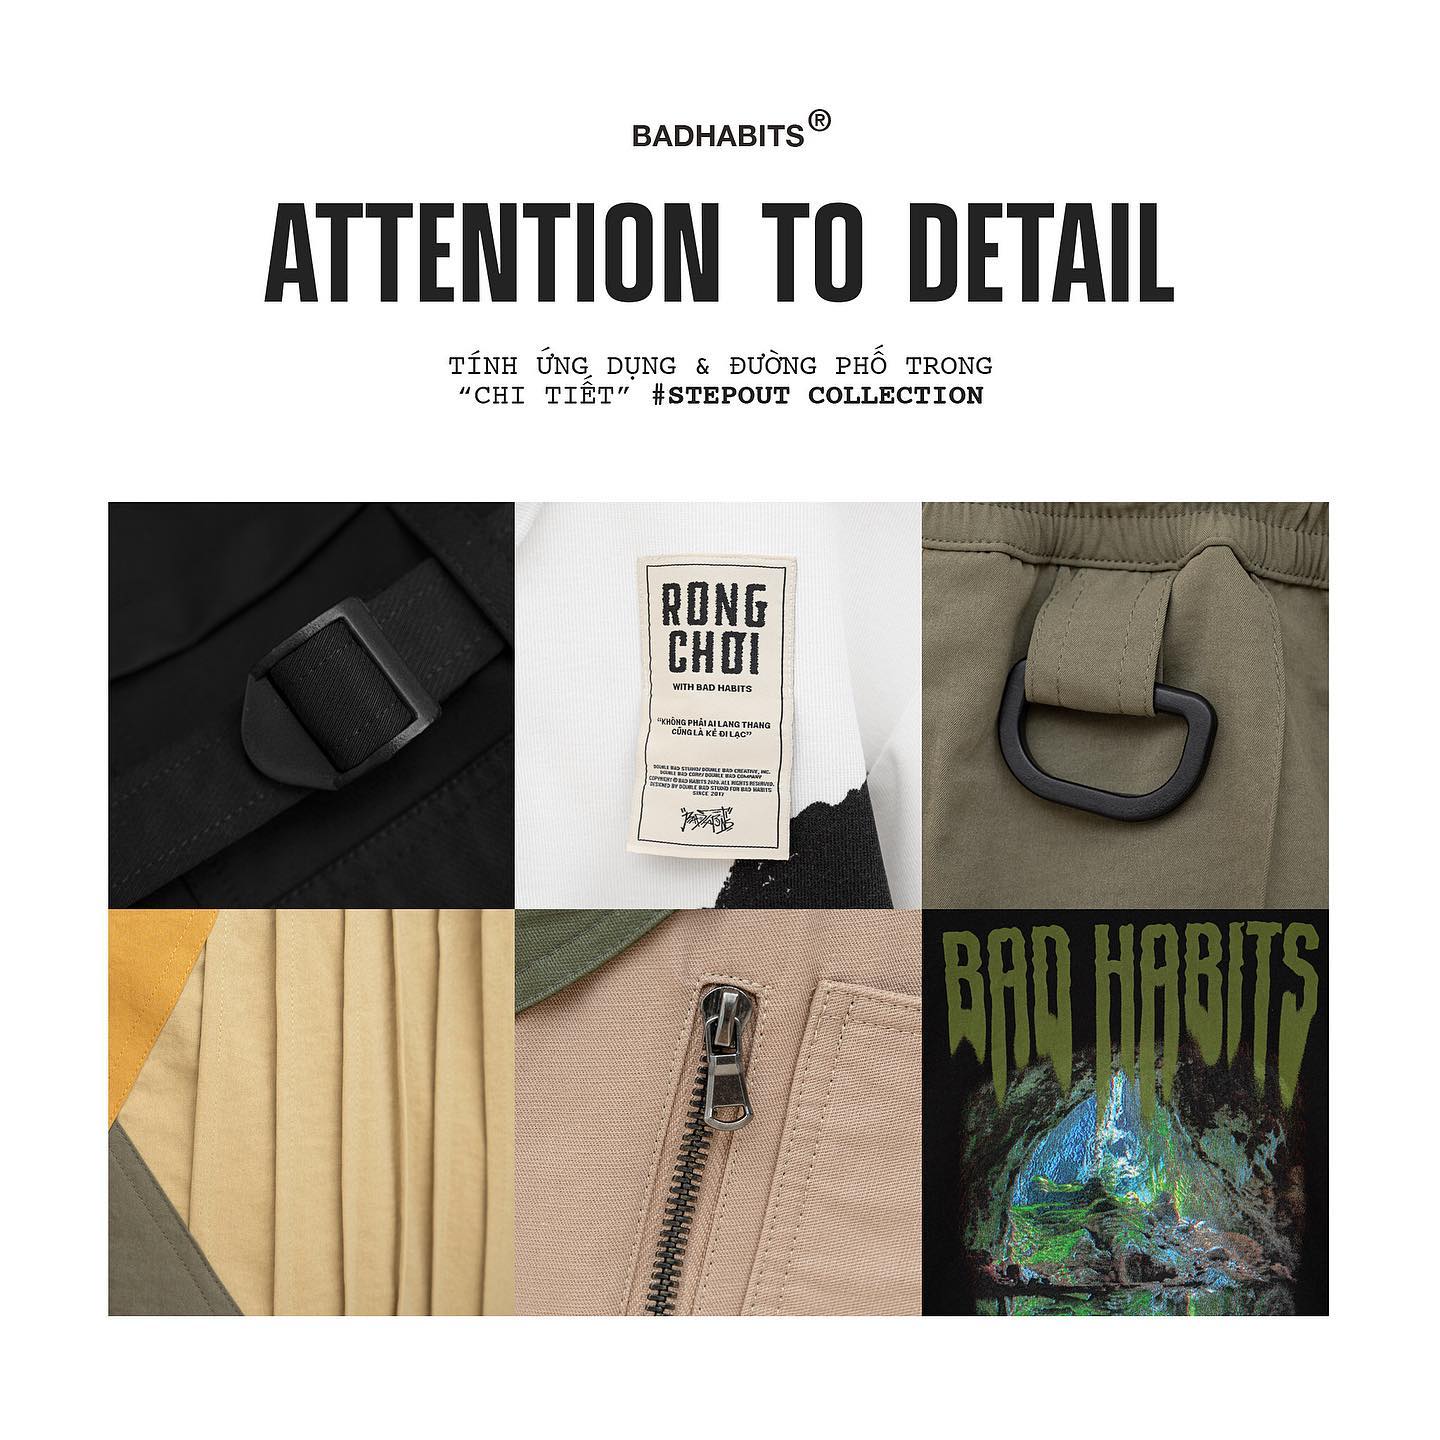 BADHABITS®
ATTENTION TO DETAIL
TÍNH ỨNG DỤNG & ĐƯỜNG PHỐ TRONG
“CHI TIẾT” #STEPOUT COLLECTION
RONG
CHƠI
WITH BAD HABITS
“KHÔNG PHẢI AI LANG THANG
CŨNG LÀ KẺ ĐI LẠC”
DOUBLE BAD STUDIO/ DOUBLE BAD CREATIVE, INC.
DOUBLE BAD CORP/ DOUBLE BAD COMPANY
COPYRIGHT © BAD HABITS 2020. ALL RIGHTS RESERVED.
DESIGNED BY DOUBLE BAD STUDIO FOR BAD HABITS
SINCE 2017
BAD HABITS